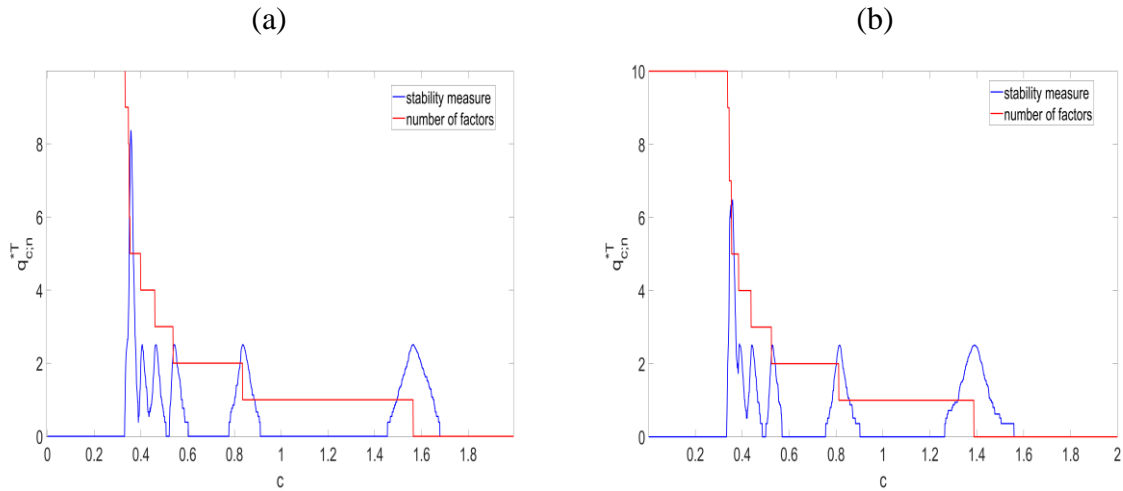 (a)
(b)
stability measure
number of factors
8
6
4
2
0
q*T c;n
0 0.2 0.4 0.6 0.8 1 1.2 1.4 1.6 1.8
c
stability measure
number of factors
10
8
6
4
2
0
q*T c;n
0.2 0.4 0.6 0.8 1 1.2 1.4 1.6 1.8 2
c